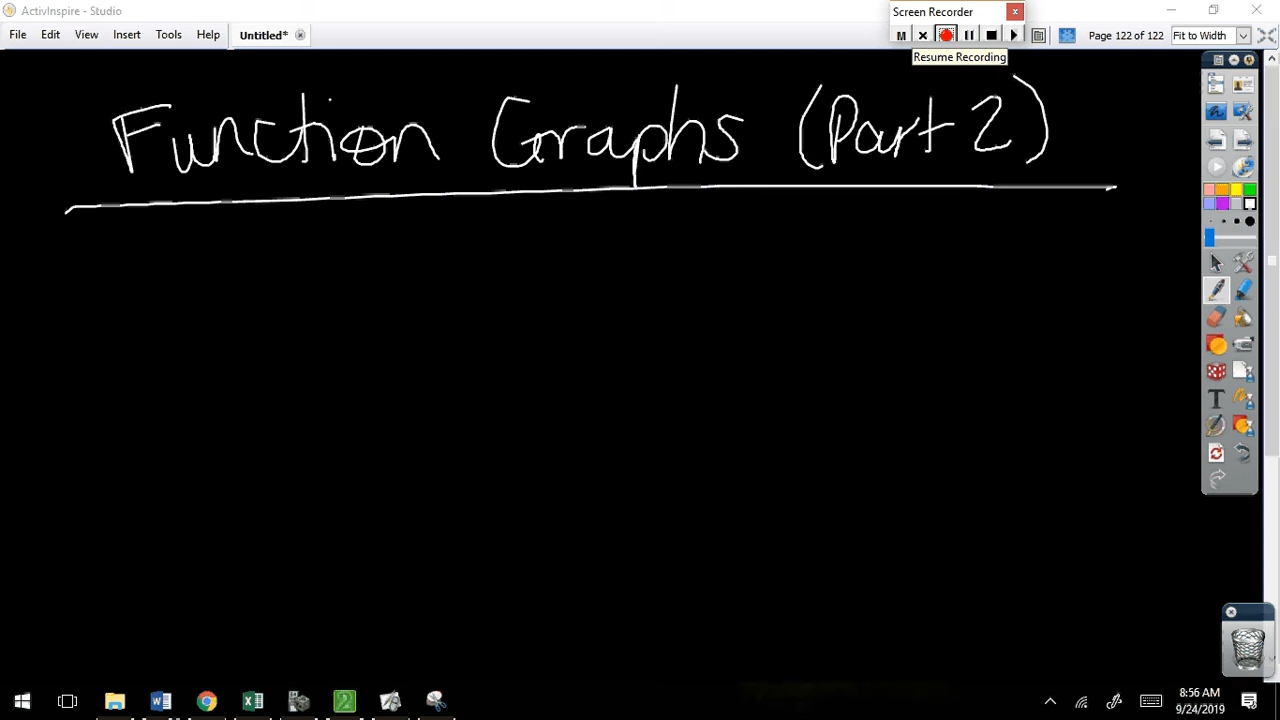 ActivInspire - Studio
Screen Recorder
File Edit View Insert Tools Help Untitled*
M
Page 122 of 122 Fit to Width
Resume Recording
Function Graphs (Part 2)
T
8:56 AM
9/24/2019